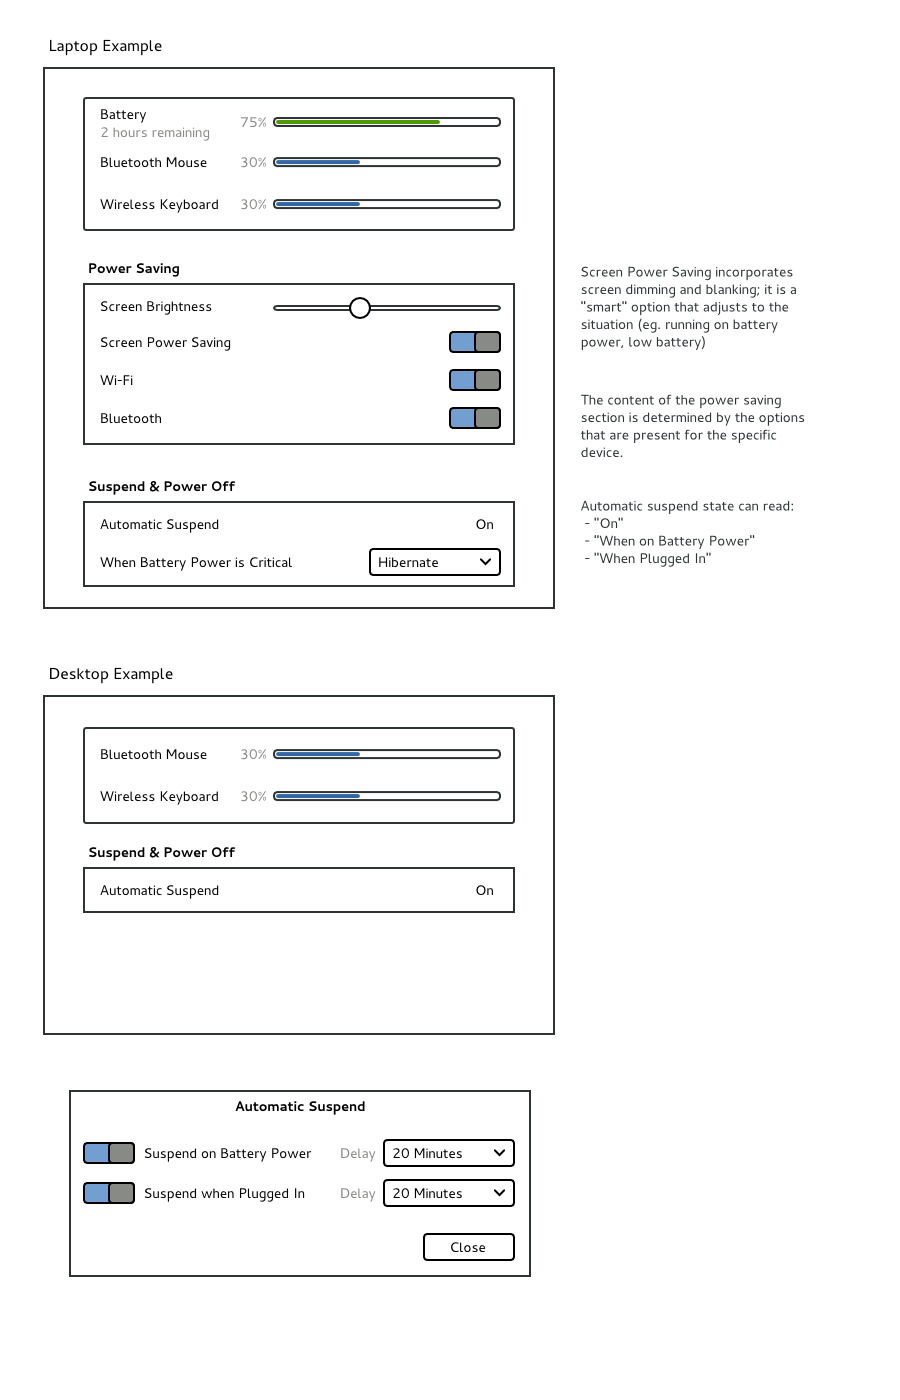 Laptop Example
Battery
2 hours remaining
75%
Bluetooth Mouse 30%
Wireless Keyboard 30%
Power Saving
Screen Brightness
Screen Power Saving
Wi-Fi
Bluetooth
Screen Power Saving incorporates
screen dimming and blanking; it is a
"smart" option that adjusts to the
situation (eg. running on battery
power, low battery)
The content of the power saving
section is determined by the options
that are present for the specific
device.
Suspend & Power Off
Automatic Suspend On
When Battery Power is Critical Hibernate
Automatic suspend state can read:
- "On"
- "When on Battery Power"
- "When Plugged In"
Desktop Example
Bluetooth Mouse 30%
Wireless Keyboard 30%
Suspend & Power Off
Automatic Suspend On
Automatic Suspend
Suspend on Battery Power Delay 20 Minutes
Suspend when Plugged In Delay 20 Minutes
Close